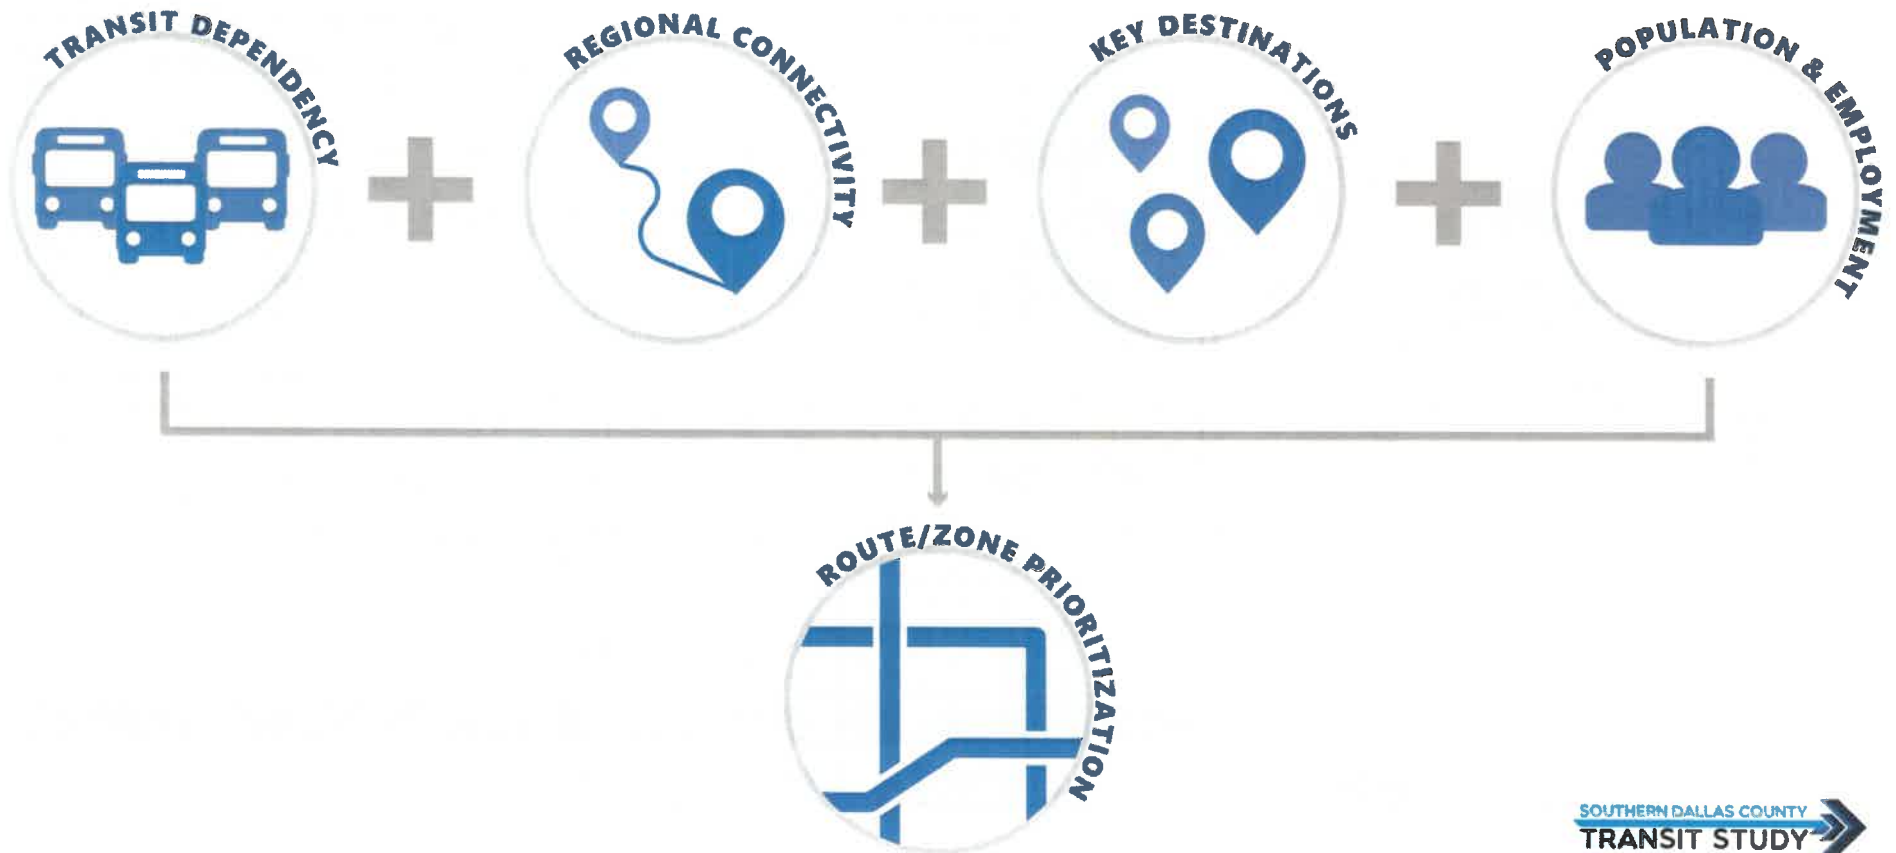 TRANSIT DEPENDENCY
REGIONAL CONNECTIVITY
KEY DESTINATIONS
POPULATION & EMPLOYMENT
ROUTE/ZONE PRIORITIZATION
SOUTHERN DALLAS COUNTY
TRANSIT STUDY